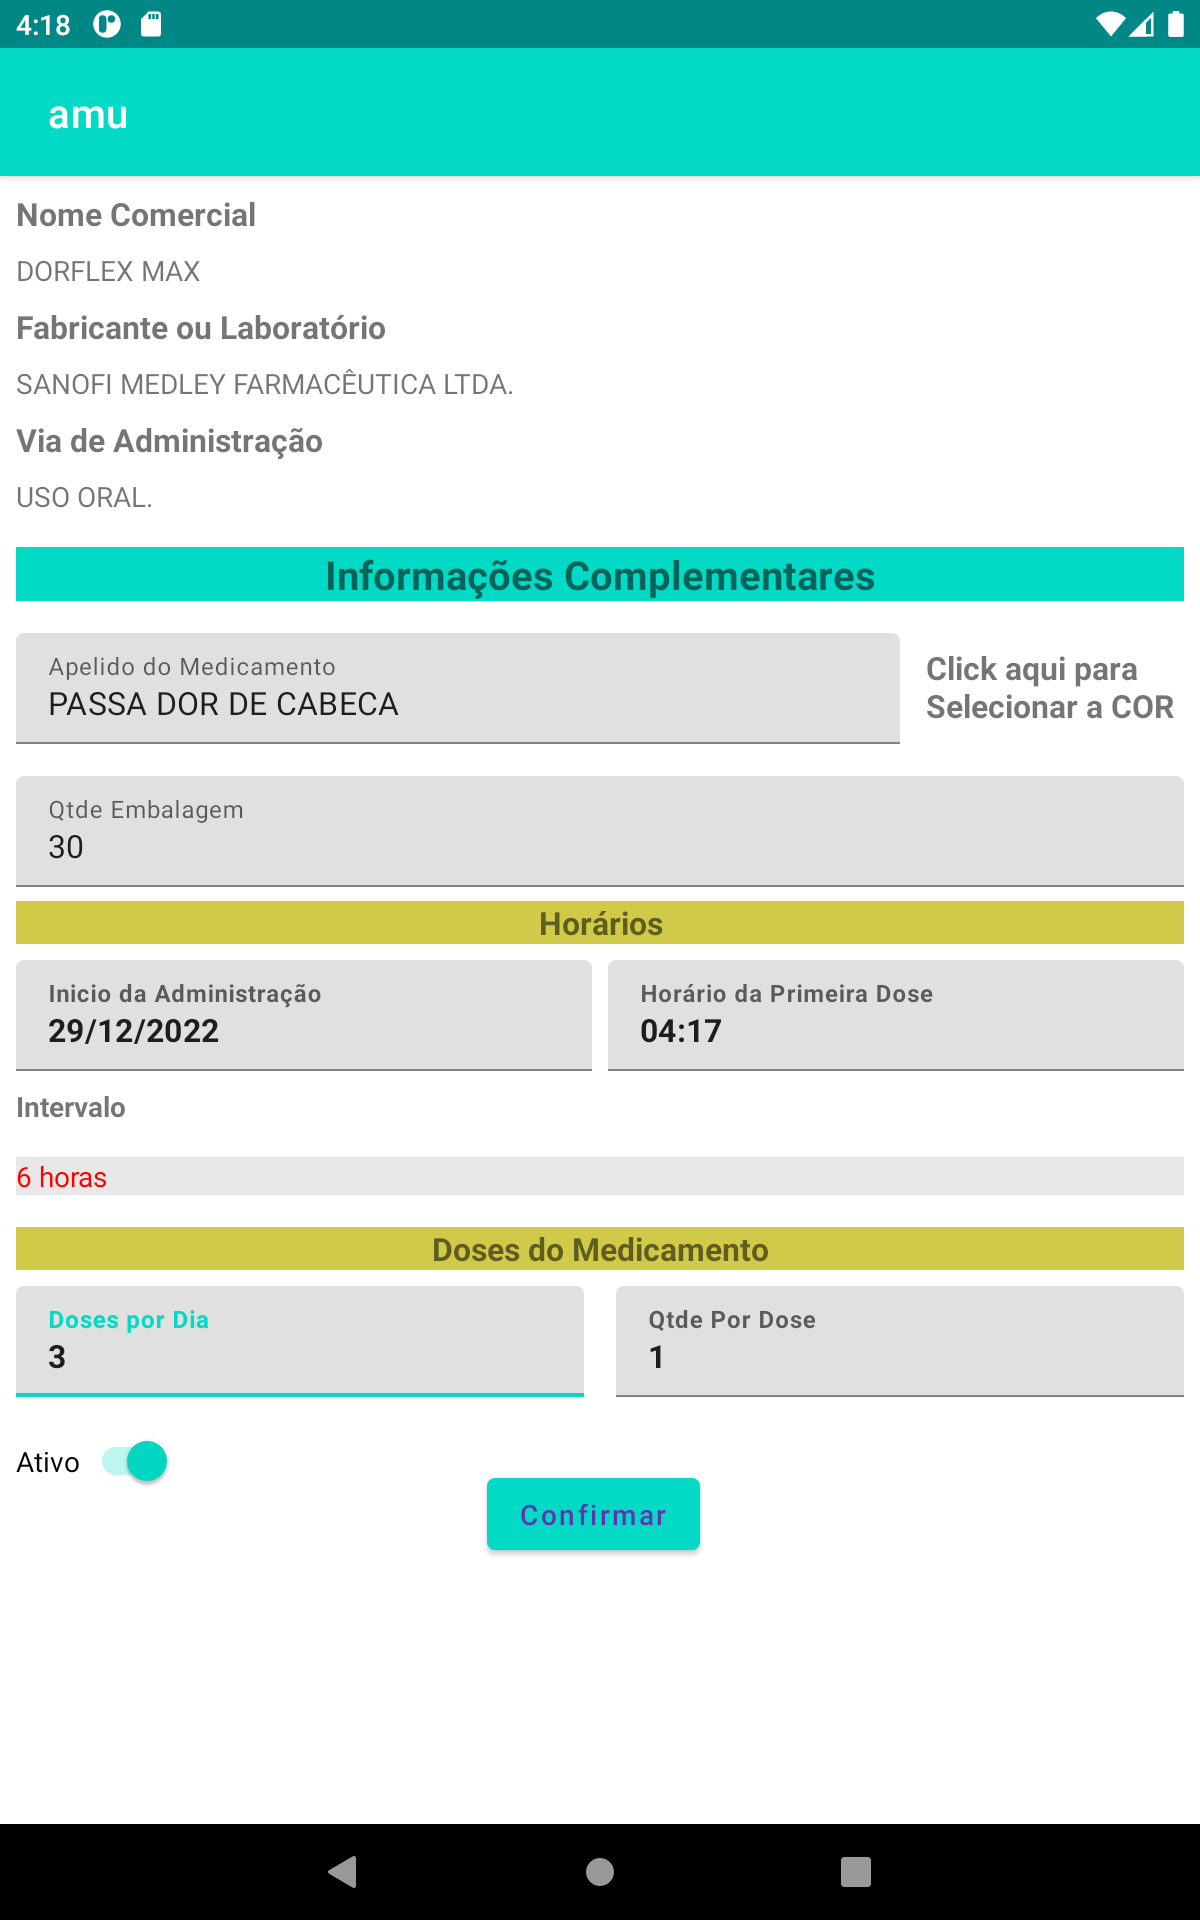 4:18
amu
Nome Comercial
DORFLEX MAX
Fabricante ou Laboratório
SANOFI MEDLEY FARMACÊUTICA LTDA.
Via de Administração
USO ORAL.
Informações Complementares
Apelido do Medicamento
PASSA DOR DE CABECA
Click aqui para
Selecionar a COR
Qtde Embalagem
30
Horários
Inicio da Administração
29/12/2022
Horário da Primeira Dose
04:17
Intervalo
6 horas
Doses do Medicamento
Doses por Dia
3
Qtde Por Dose
1
Ativo
Confirmar